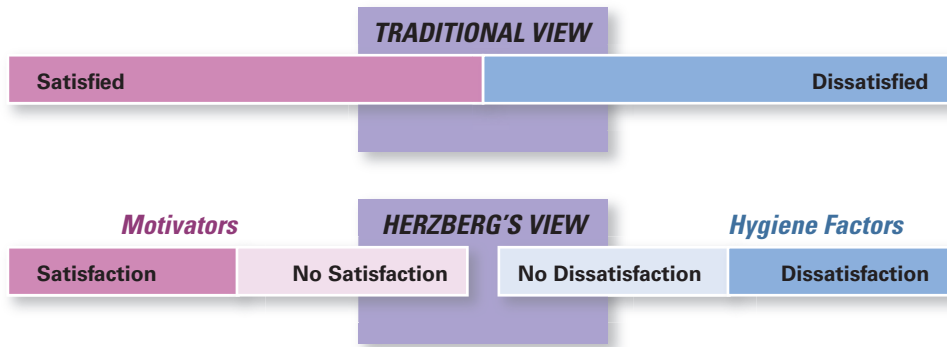 TRADITIONAL VIEW
Satisfied Dissatisfied
Motivators HERZBERG'S VIEW Hygiene Factors
Satisfaction No Satisfaction No Dissatisfaction Dissatisfaction